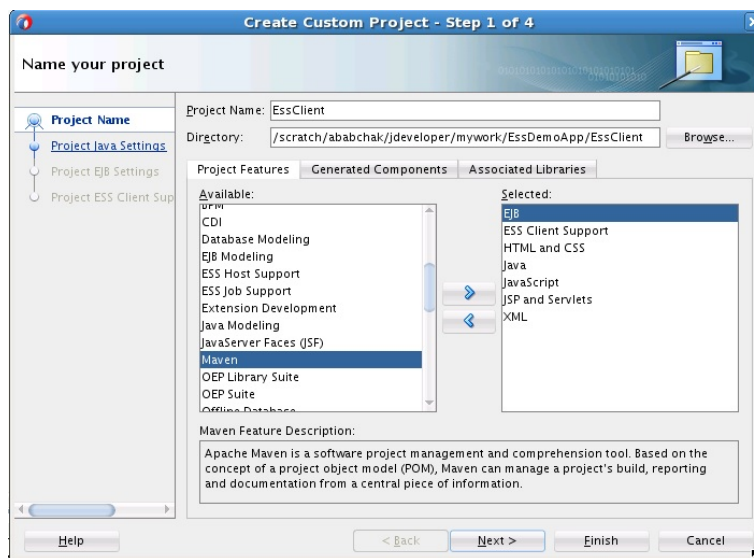 Create Custom Project - Step 1 of 4
Name your project
Project Name
Project Java Settings
Project EJB Settings
Project ESS Client Sup
Project Name: EssClient
Directory: /scratch/ababchak/jdeveloper/mywork/EssDemoApp/EssClient Browse...
Project Features Generated Components Associated Libraries
Available:
BPM
CDI
Database Modeling
EJB Modeling
ESS Host Support
ESS Job Support
Extension Development
Java Modeling
JavaServer Faces (JSF)
Maven
OEP Library Suite
OEP Suite
Offline Database
Selected:
EJB
ESS Client Support
HTML and CSS
Java
JavaScript
JSP and Servlets
XML
Maven Feature Description:
Apache Maven is a software project management and comprehension tool. Based on the
concept of a project object model (POM), Maven can manage a project's build, reporting
and documentation from a central piece of information.
Help < Back Next > Finish Cancel